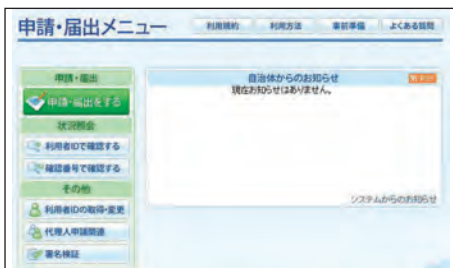 申請・届出メニュー
利用規約 利用方法 事前準備 よくある質問
申請・届出
申請・届出をする
状況照会
利用者IDで確認する
確認番号で確認する
その他
利用者IDの取得・変更
代理人申請関連
署名検証
自治体からのお知らせ
現在お知らせはありません。
システムからのお知らせ